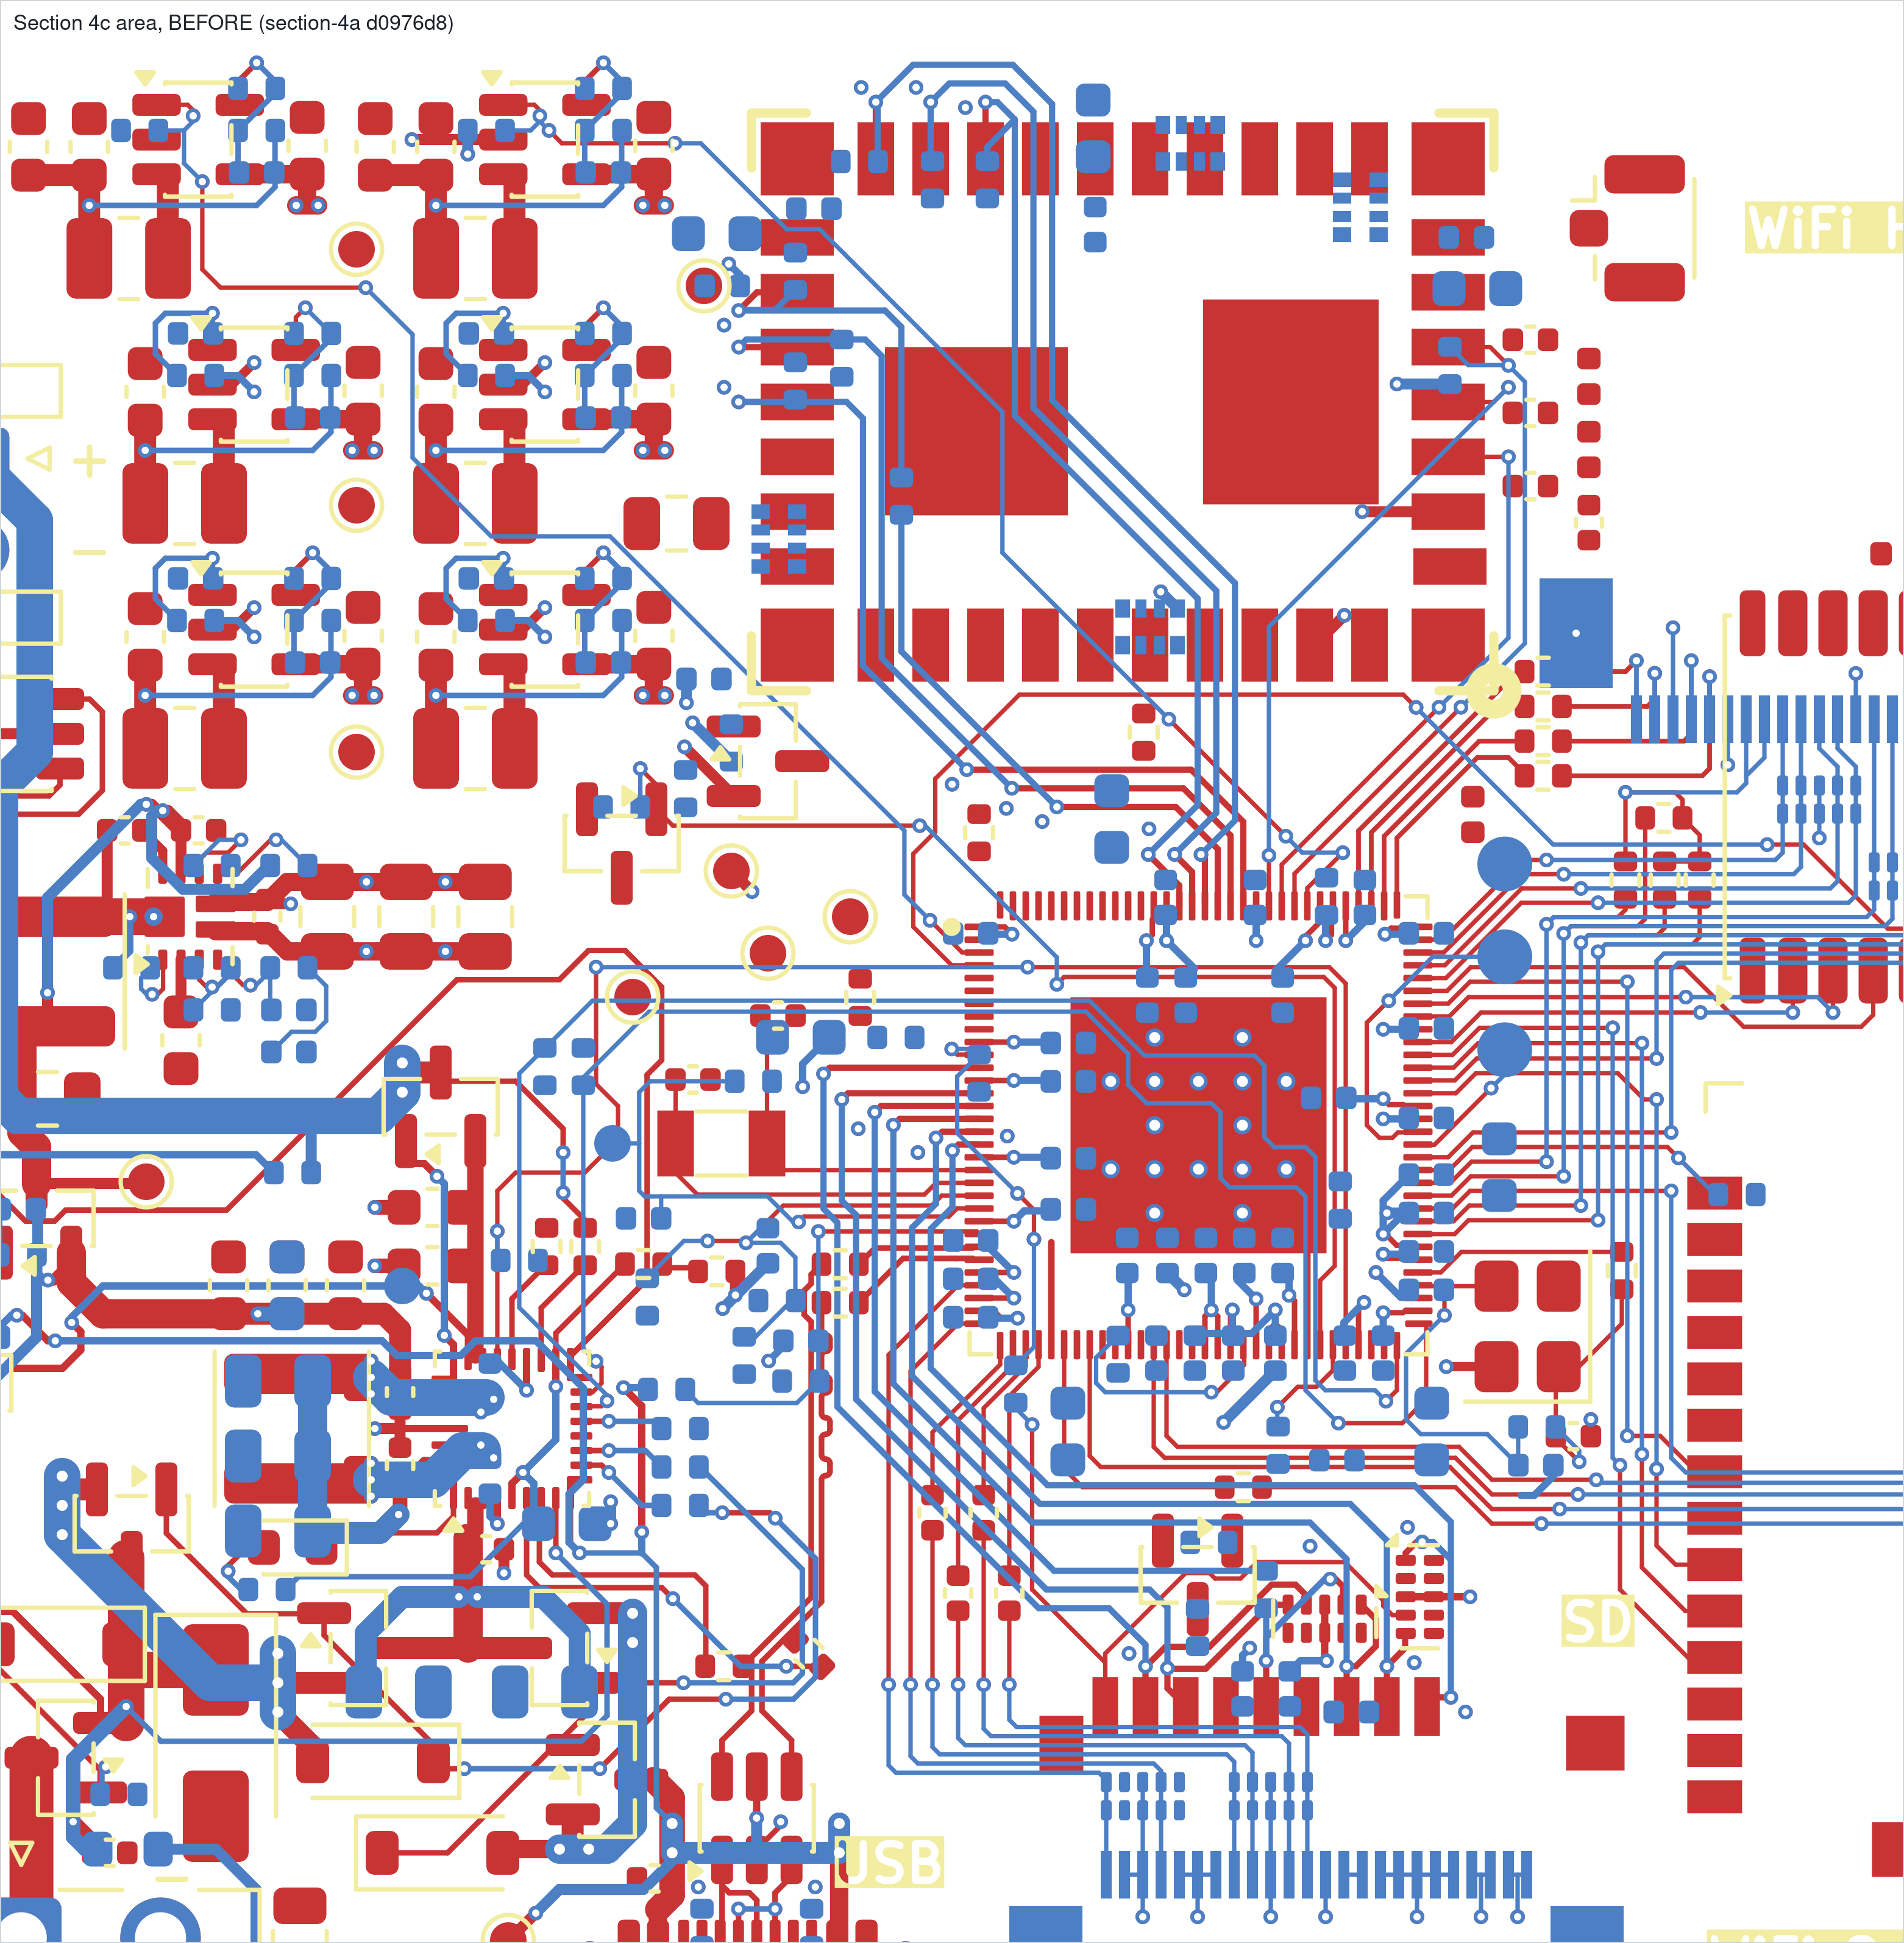 Section 4c area, BEFORE (section-4a d0976d8)
WiFi
+
SD
USB